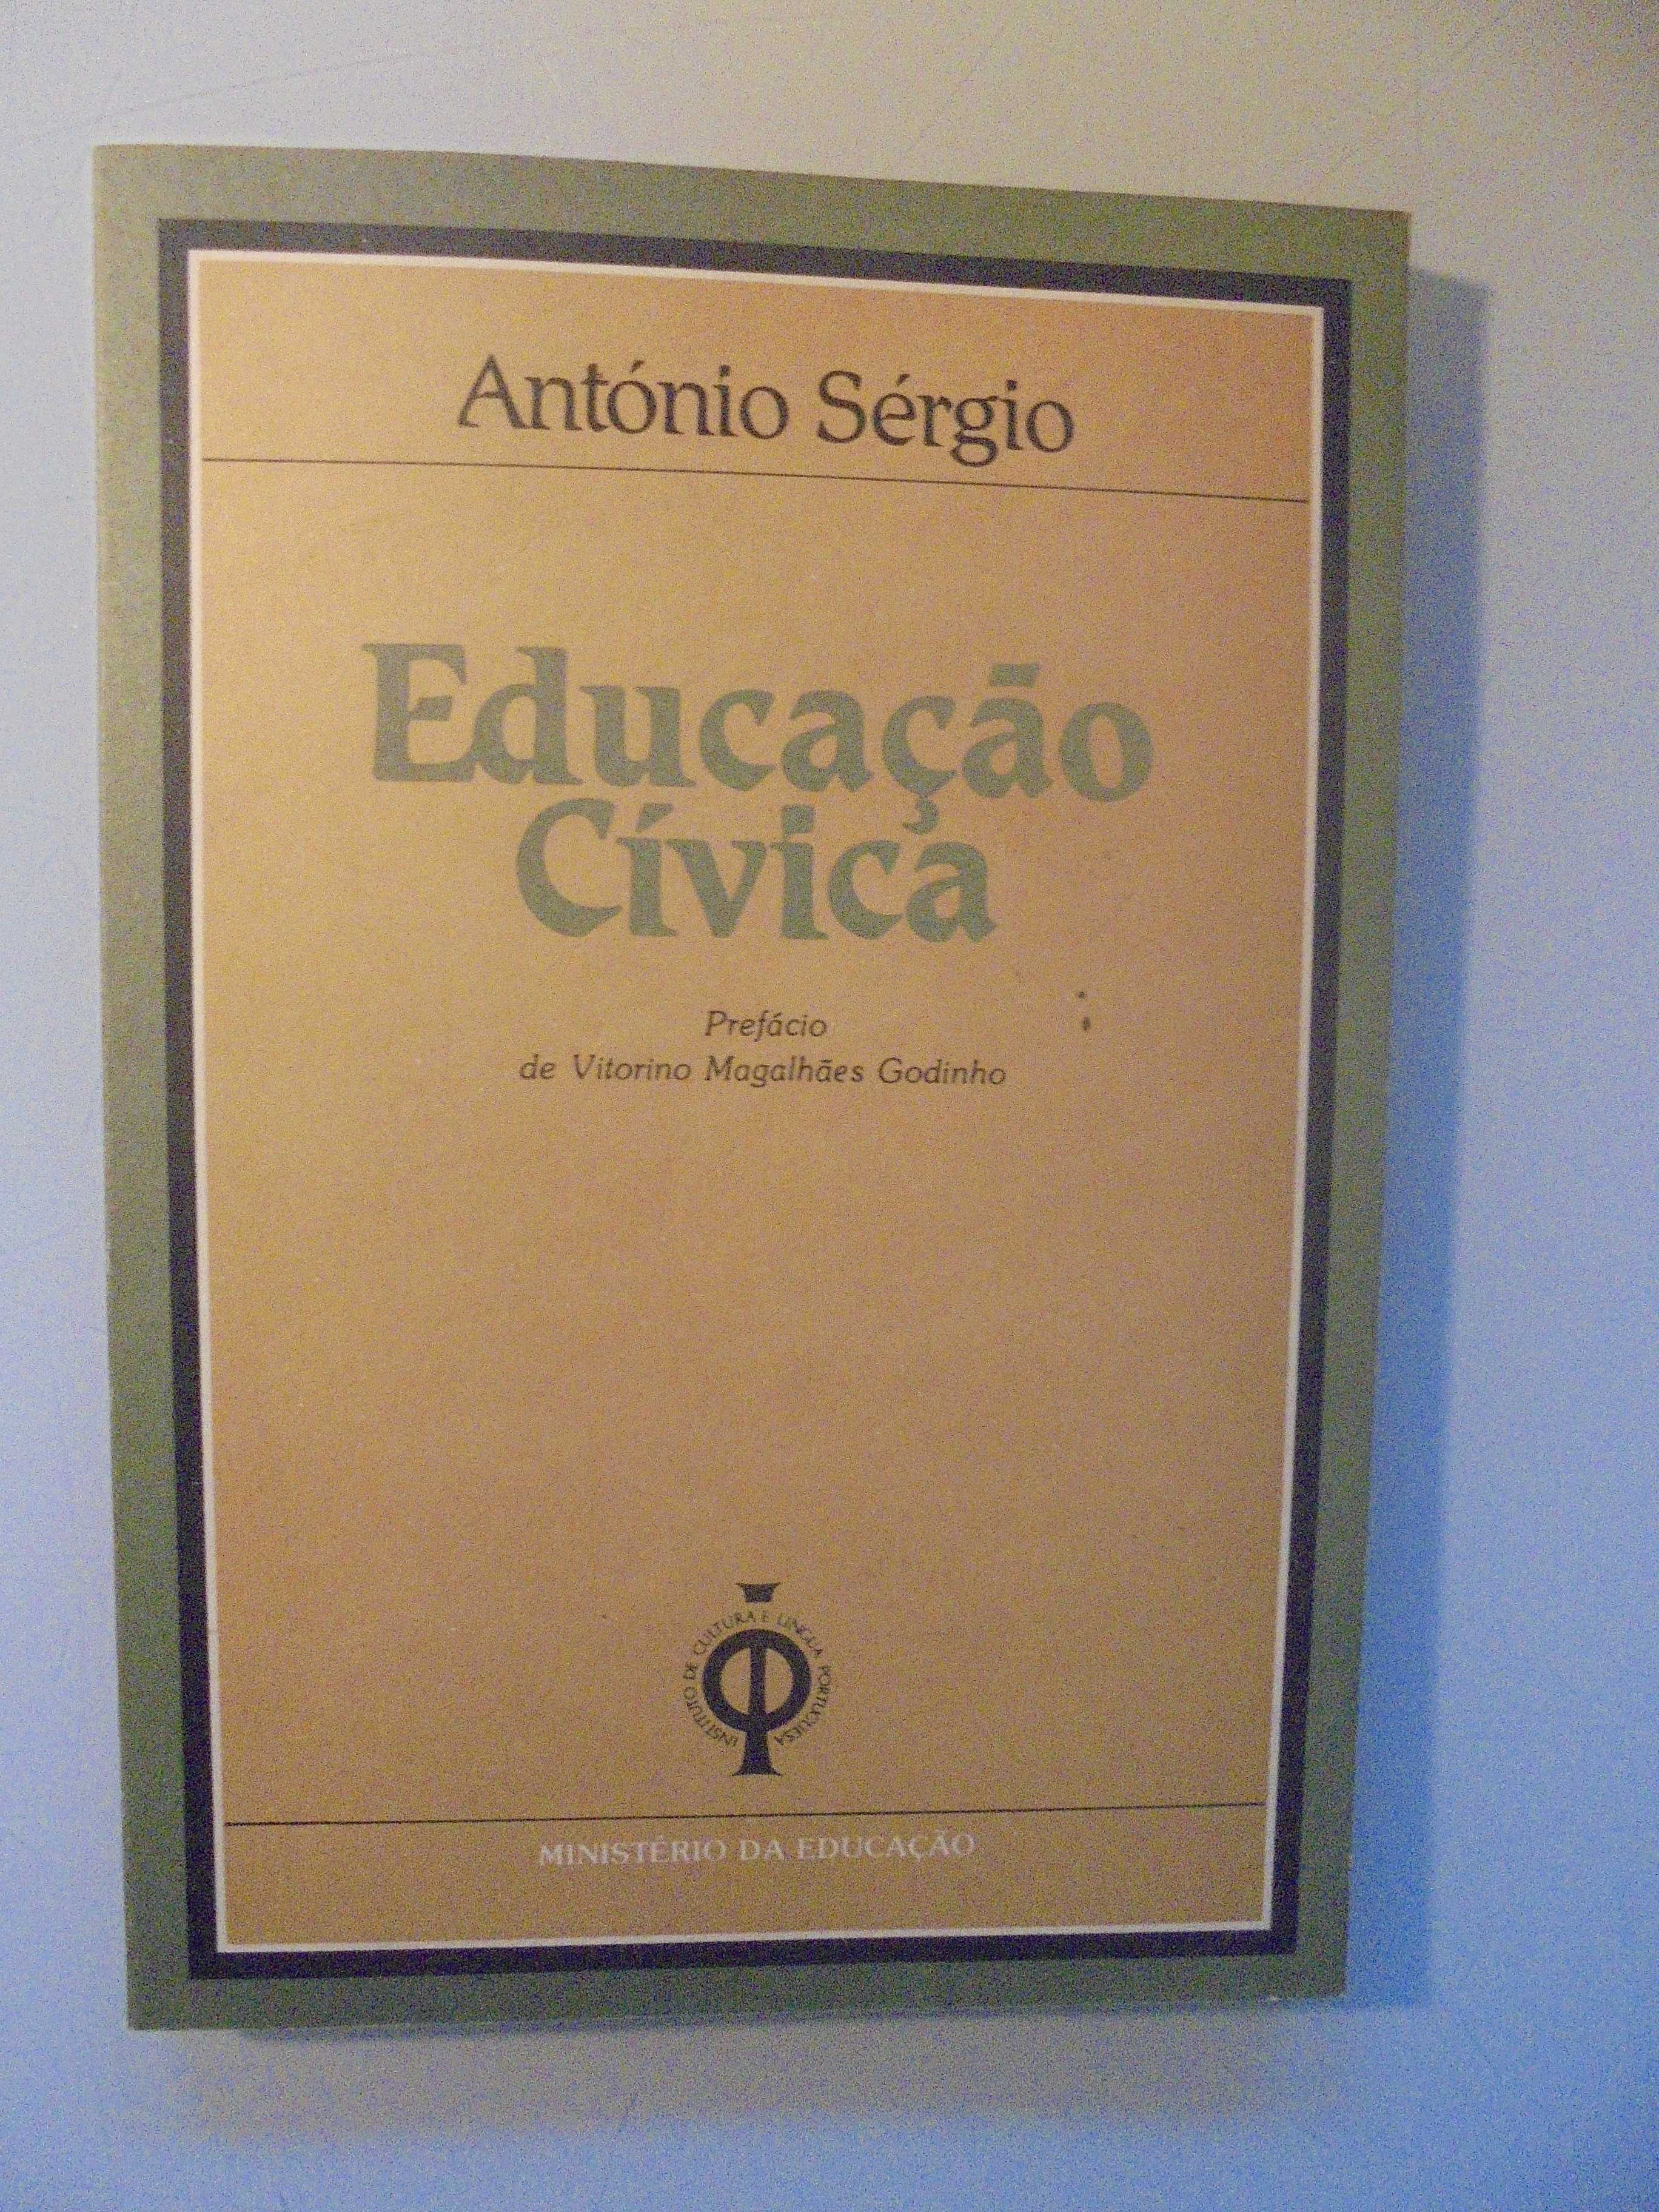 António Sérgio
Educação
Cívica
Prefácio
de Vitorino Magalhães Godinho
INSTITUTO DE CULTURA E LÍNGUA PORTUGUESA
MINISTÉRIO DA EDUCAÇÃO